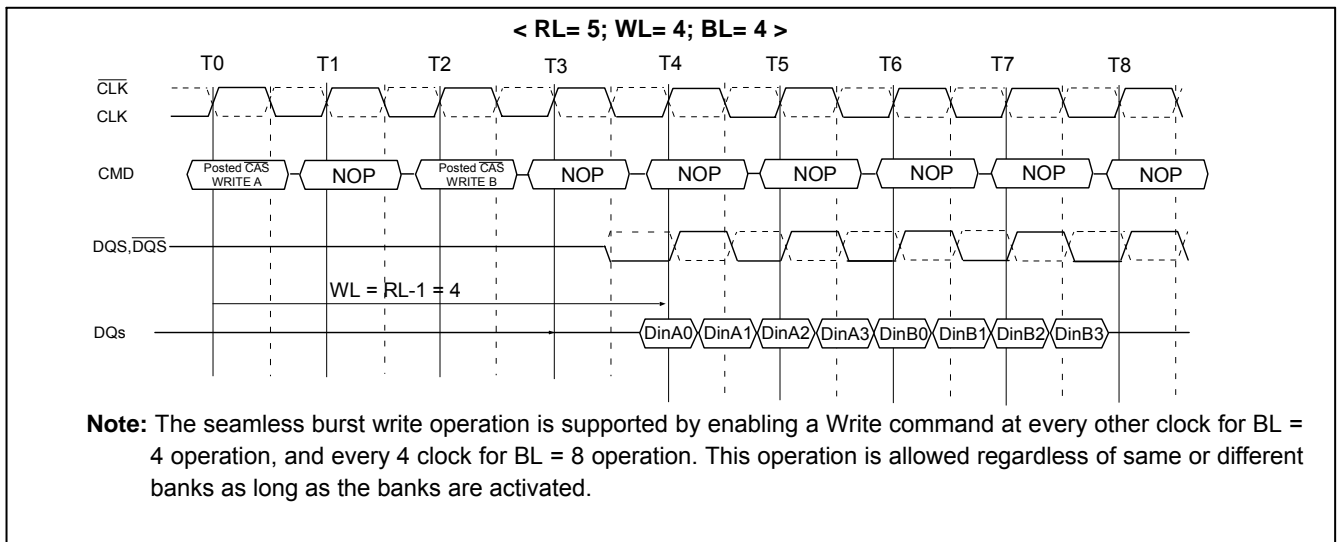 < RL= 5; WL= 4; BL= 4 >
T0 T1 T2 T3 T4 T5 T6 T7 T8
CLK
CLK
CMD
Posted CAS
WRITE A
NOP
Posted CAS
WRITE B
NOP NOP NOP NOP NOP NOP
DQS,DQS
WL = RL-1 = 4
DQs
DinA0 DinA1 DinA2 DinA3 DinB0 DinB1 DinB2 DinB3
Note: The seamless burst write operation is supported by enabling a Write command at every other clock for BL =
4 operation, and every 4 clock for BL = 8 operation. This operation is allowed regardless of same or different
banks as long as the banks are activated.